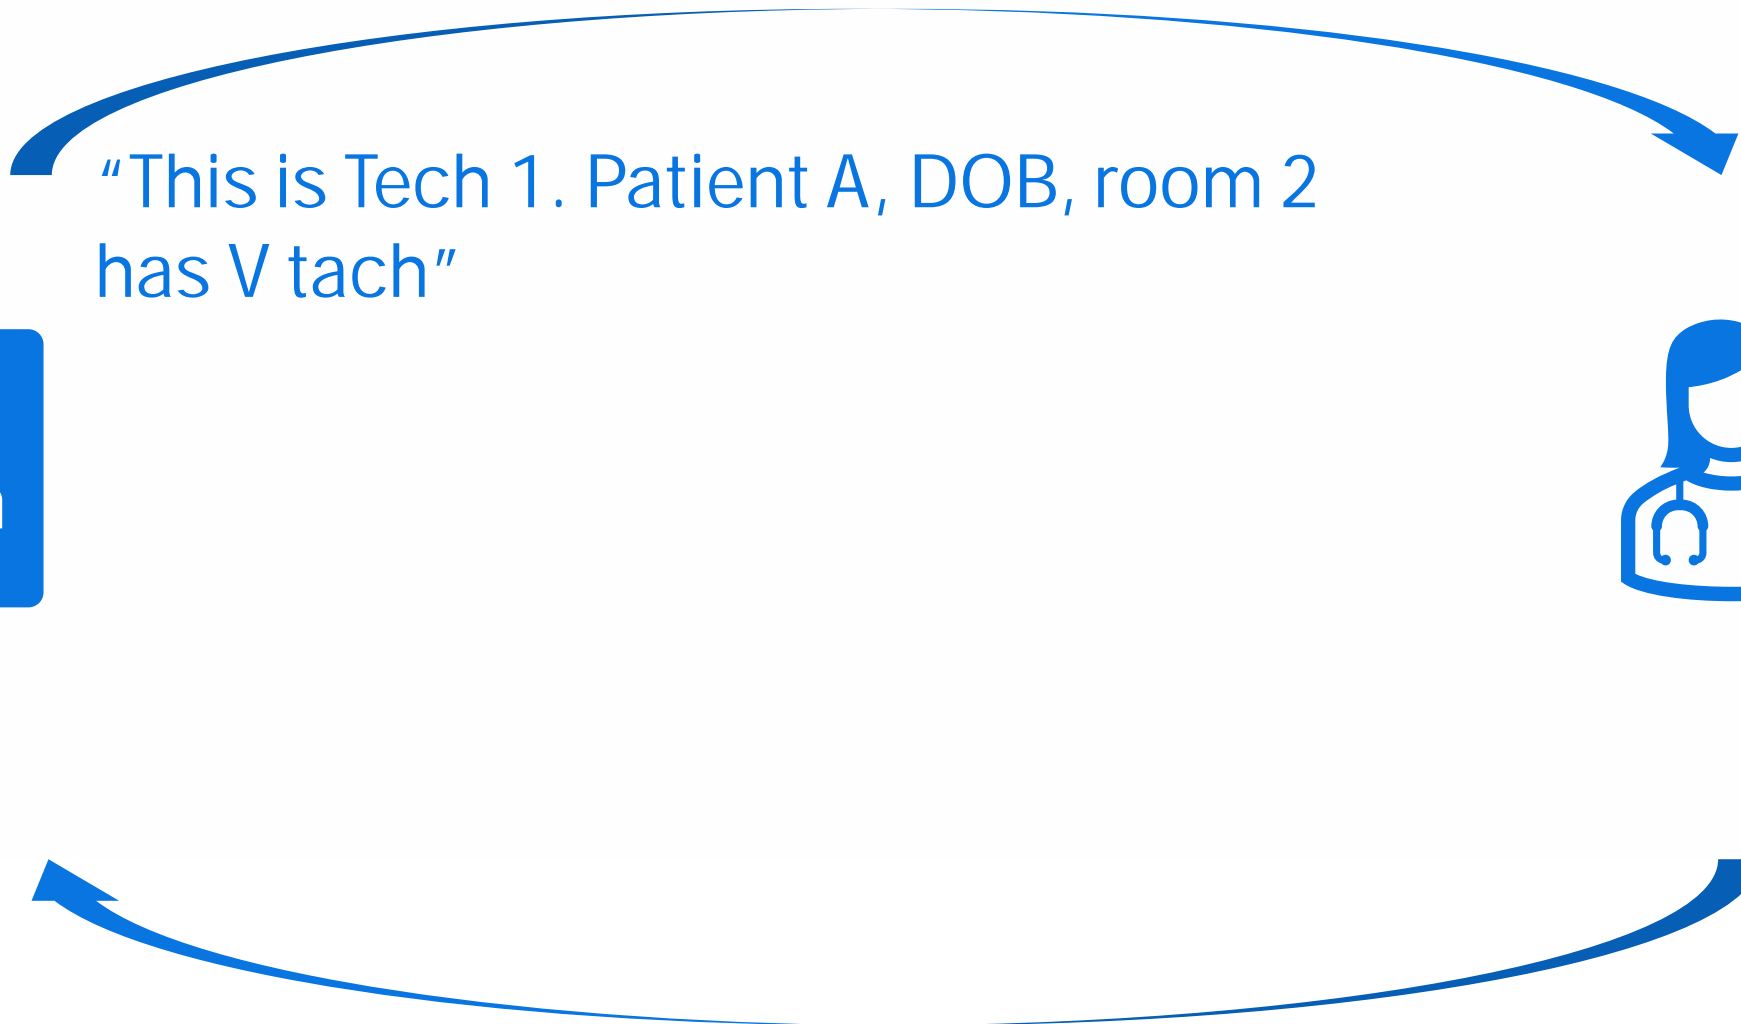 “This is Tech 1. Patient A, DOB, room 2
has V tach”